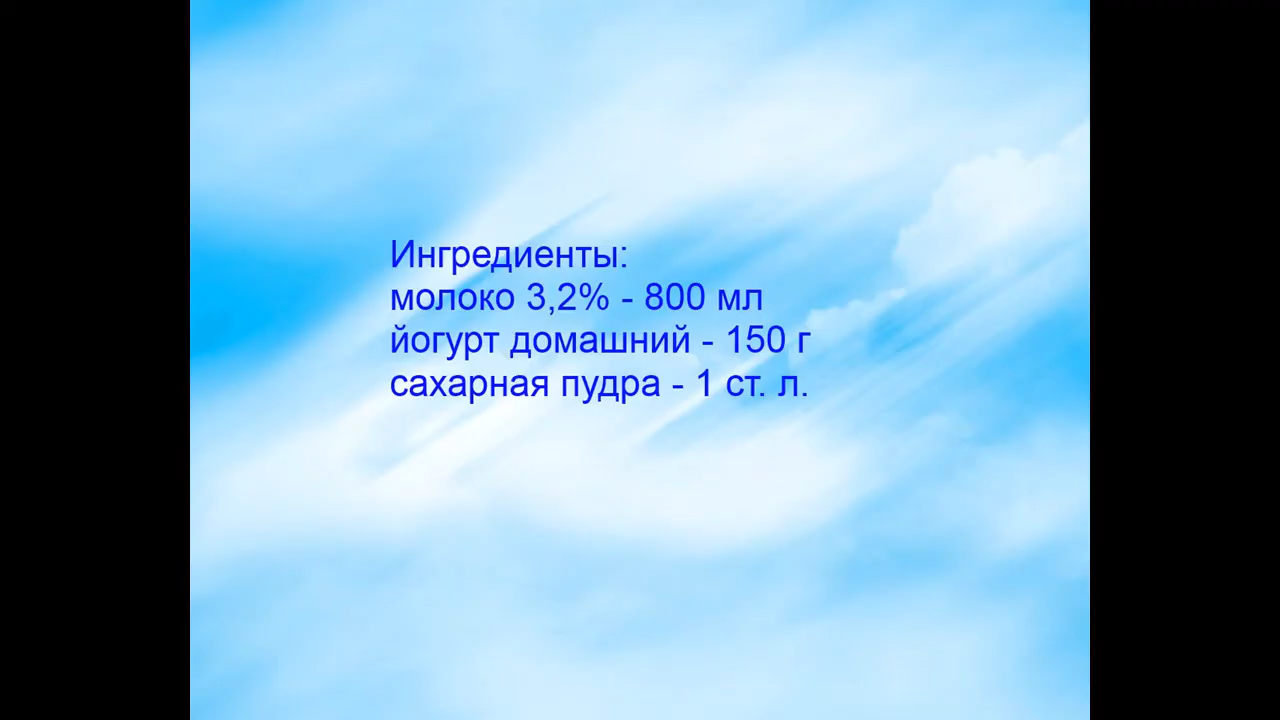 Ингредиенты:
молоко 3,2% - 800 мл
йогурт домашний - 150 г
сахарная пудра - 1 ст. л.